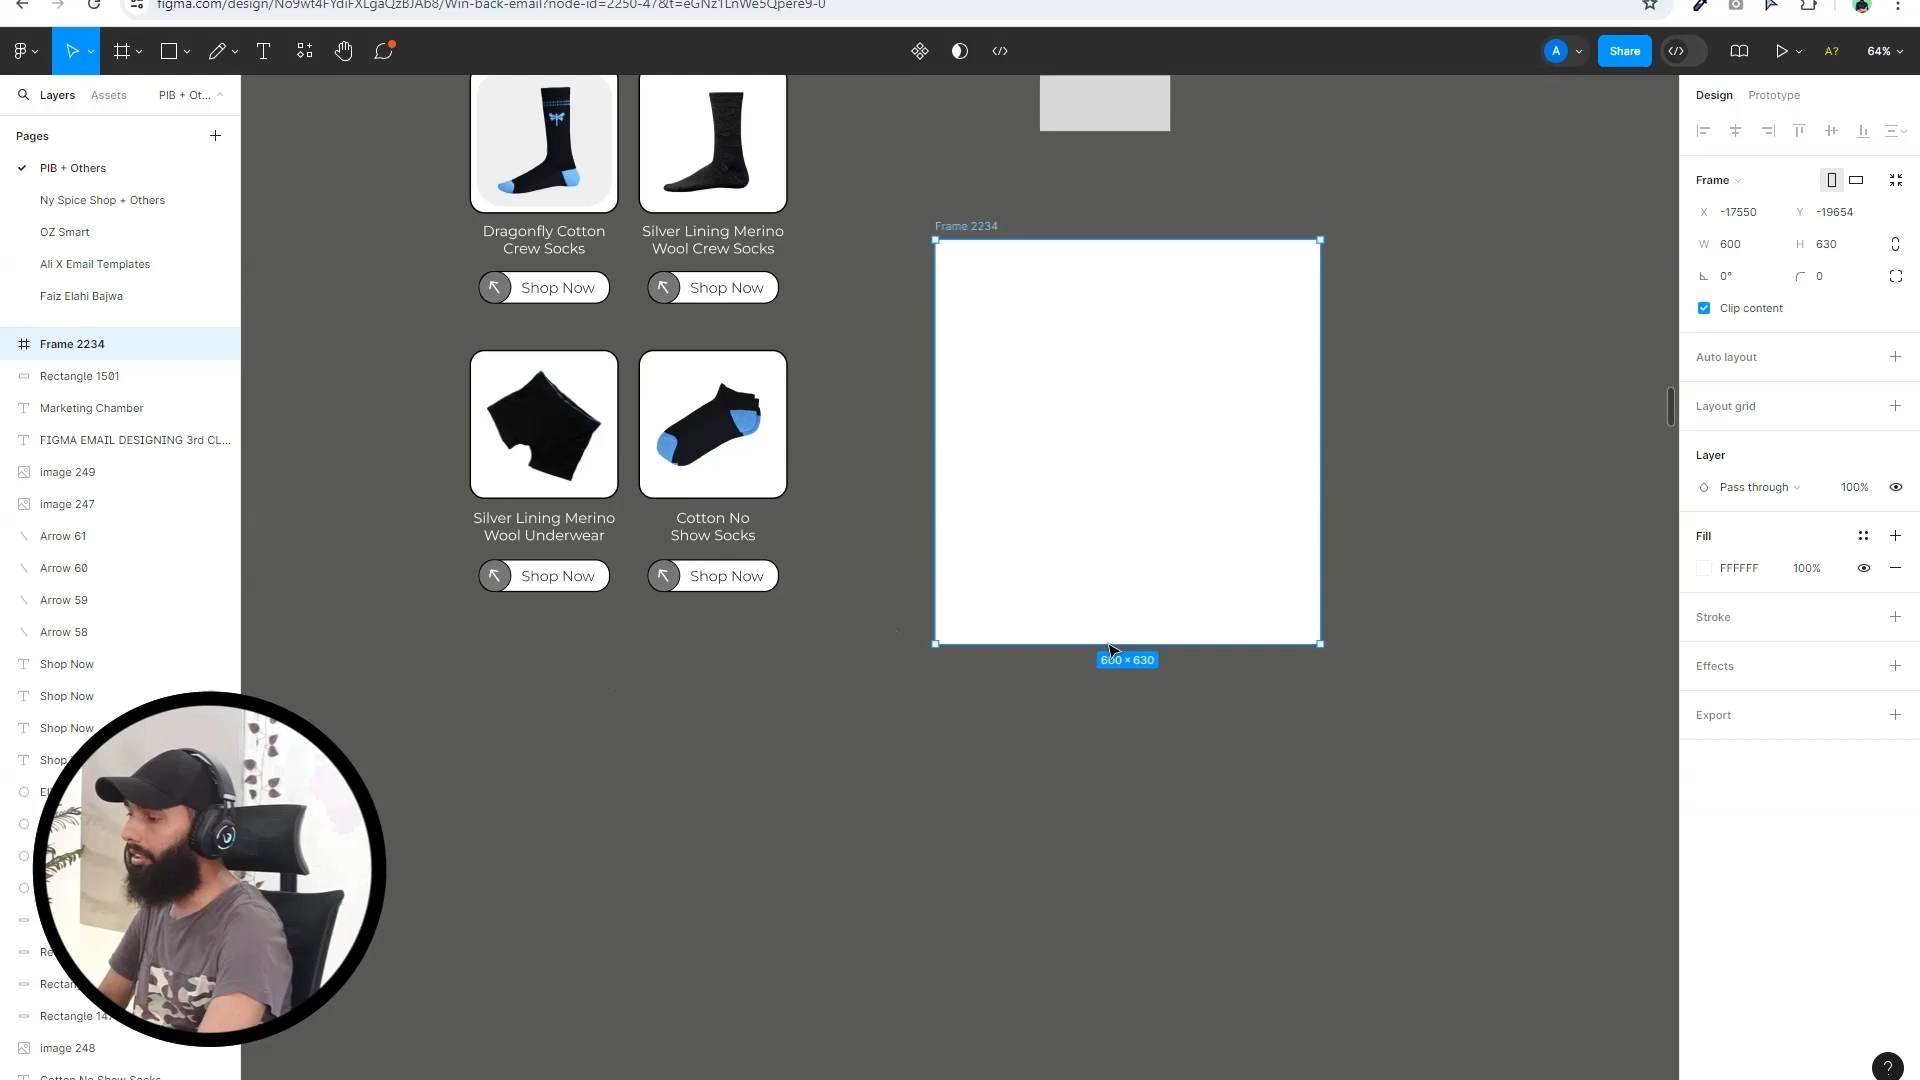 figma.com/design/No9wt4FYdiFXLgaQzBJAb8/Win-back-email?node-id=2250-47&t=eGNz1LnWe5Qpere9-0
A
Share
A?
64%
Layers
Assets
PIB + Ot...
Pages
PIB + Others
Ny Spice Shop + Others
OZ Smart
Ali X Email Templates
Faiz Elahi Bajwa
Frame 2234
Rectangle 1501
Marketing Chamber
FIGMA EMAIL DESIGNING 3rd CL...
image 249
image 247
Arrow 61
Arrow 60
Arrow 59
Arrow 58
Shop Now
Shop Now
Shop Now
Shop
Rectangle 147
image 248
Cotton No Show Socks
Dragonfly Cotton
Crew Socks
Silver Lining Merino
Wool Crew Socks
Shop Now
Shop Now
Silver Lining Merino
Wool Underwear
Cotton No
Show Socks
Shop Now
Shop Now
Frame 2234
600 × 630
Design
Prototype
Frame
X -17550
Y -19654
W 600
H 630
0°
0
Clip content
Auto layout
Layout grid
Layer
Pass through
100%
Fill
FFFFFF
100%
Stroke
Effects
Export
?